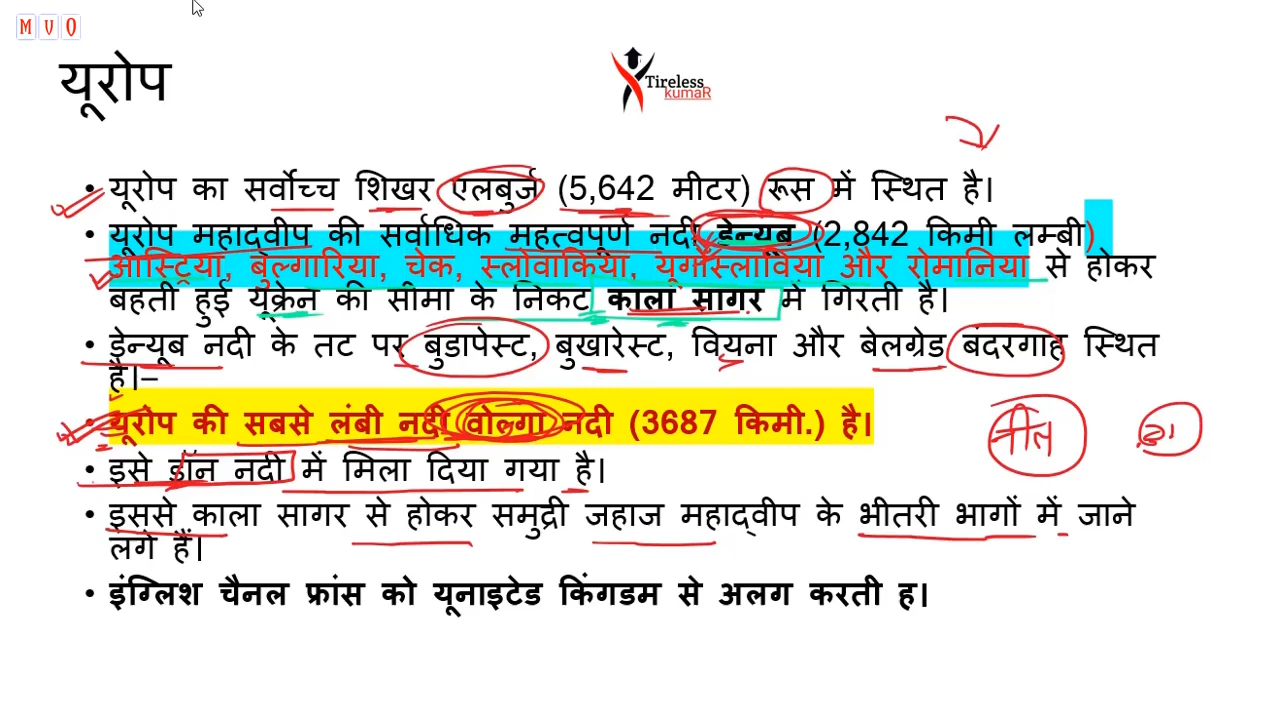 M V O
यूरोप
Tireless
kumaR
• यूरोप का सर्वोच्च शिखर एलबुर्ज (5,642 मीटर) रूस में स्थित है।
• यूरोप महाद्वीप की सर्वाधिक महत्वपूर्ण नदी डेन्यूब (2,842 किमी लम्बी)
ऑस्ट्रिया, बुल्गारिया, चेक, स्लोवाकिया, यूगोस्लाविया और रोमानिया से होकर
बहती हुई यूक्रेन की सीमा के निकट काला सागर में गिरती है।
• डेन्यूब नदी के तट पर बुडापेस्ट, बुखारेस्ट, वियना और बेलग्रेड बंदरगाह स्थित
है।–
• यूरोप की सबसे लंबी नदी वोल्गा नदी (3687 किमी.) है।
• इसे डॉन नदी में मिला दिया गया है।
• इससे काला सागर से होकर समुद्री जहाज महाद्वीप के भीतरी भागों में जाने
लगे हैं।
• इंग्लिश चैनल फ्रांस को यूनाइटेड किंगडम से अलग करती ह।